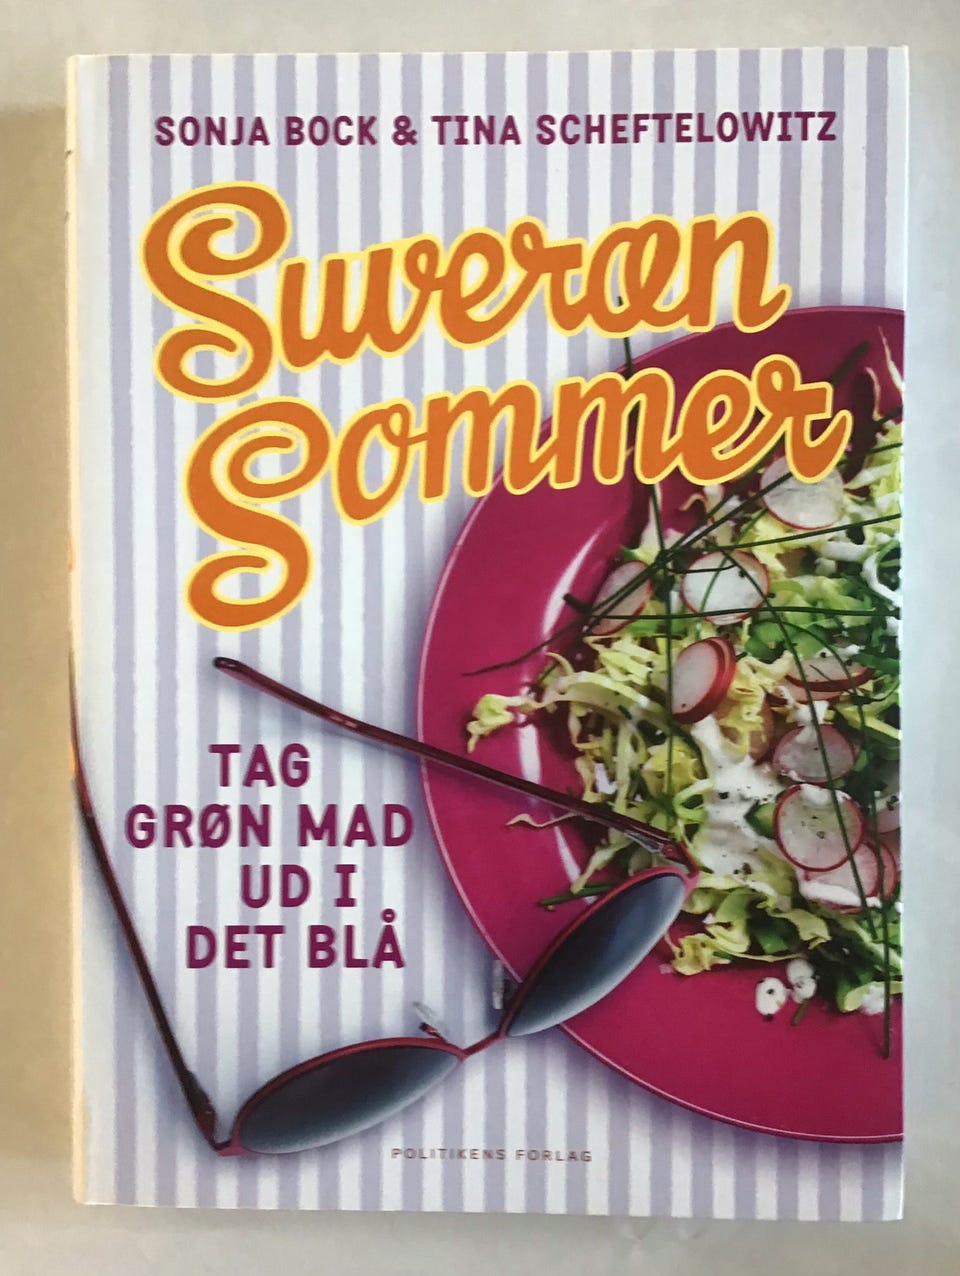 SONJA BOCK & TINA SCHEFTELOWITZ
Suveræn
Sommer
TAG
GRØN MAD
UD I
DET BLÅ
POLITIKENS FORLAG